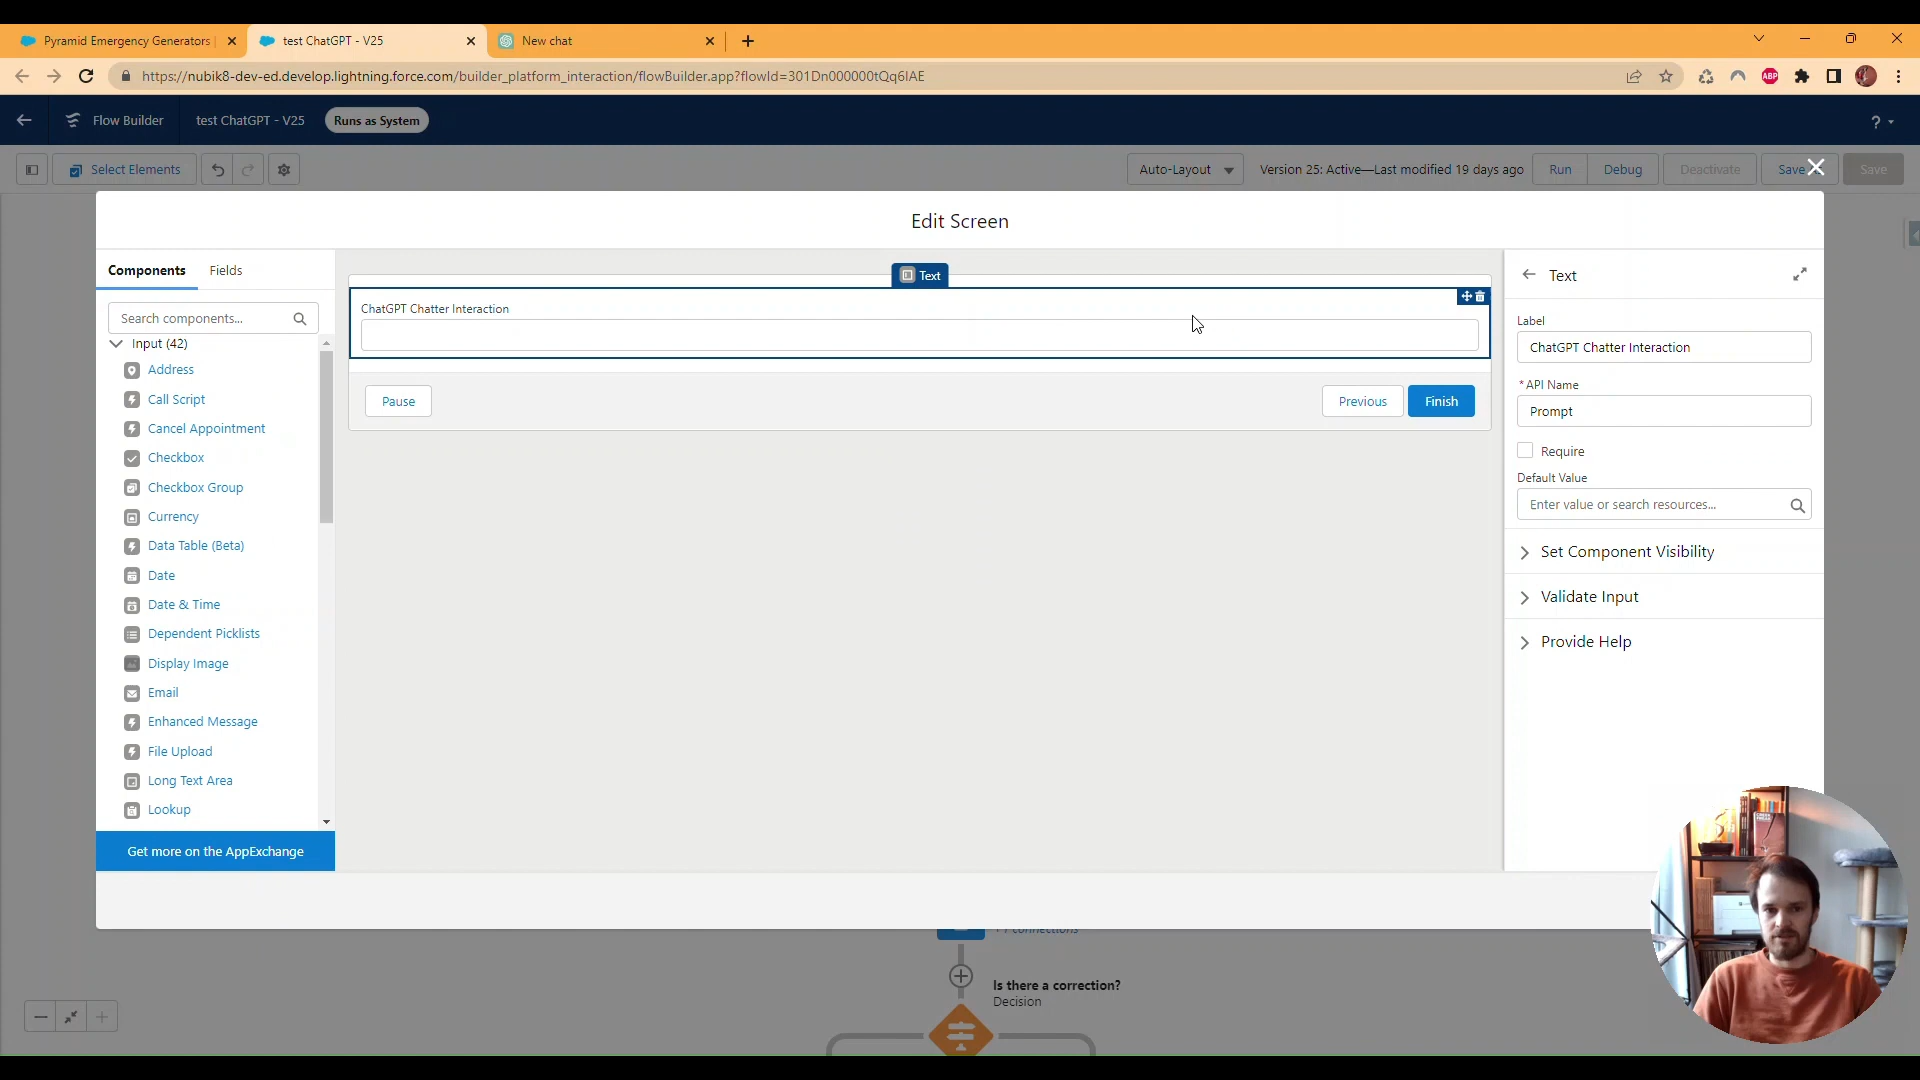 Pyramid Emergency Generators
test ChatGPT - V25
New chat
https://nubik8-dev-ed.develop.lightning.force.com/builder_platform_interaction/flowBuilder.app?flowId=301Dn000000tQq6IAE
ABP
Flow Builder
test ChatGPT - V25
Runs as System
?
Select Elements
Auto-Layout
Version 25: Active—Last modified 19 days ago
Run
Debug
Deactivate
Save
Save
Edit Screen
Components
Fields
Search components...
Input (42)
Address
Call Script
Cancel Appointment
Checkbox
Checkbox Group
Currency
Data Table (Beta)
Date
Date & Time
Dependent Picklists
Display Image
Email
Enhanced Message
File Upload
Long Text Area
Lookup
Get more on the AppExchange
Text
ChatGPT Chatter Interaction
Pause
Previous
Finish
Text
Label
ChatGPT Chatter Interaction
* API Name
Prompt
Require
Default Value
Enter value or search resources...
Set Component Visibility
Validate Input
Provide Help
connections
Is there a correction?
Decision